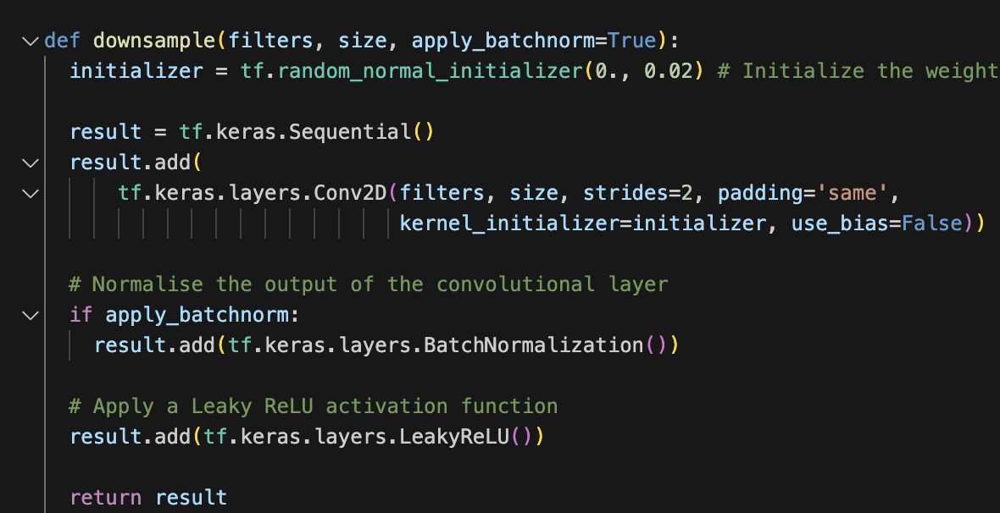 def downsample(filters, size, apply_batchnorm=True):
  initializer = tf.random_normal_initializer(0., 0.02) # Initialize the weight
  result = tf.keras.Sequential()
  result.add(
      tf.keras.layers.Conv2D(filters, size, strides=2, padding='same',
                             kernel_initializer=initializer, use_bias=False))
  # Normalise the output of the convolutional layer
  if apply_batchnorm:
    result.add(tf.keras.layers.BatchNormalization())
  # Apply a Leaky ReLU activation function
  result.add(tf.keras.layers.LeakyReLU())
  return result